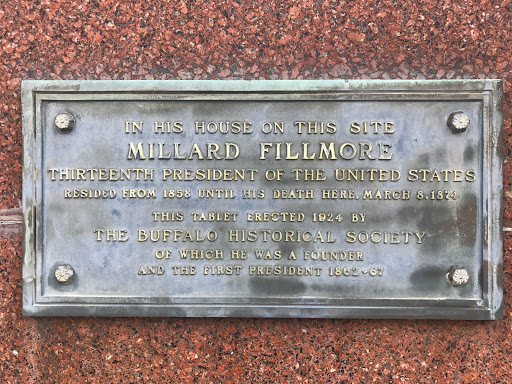 IN HIS HOUSE ON THIS SITE
MILLARD FILLMORE
THIRTEENTH PRESIDENT OF THE UNITED STATES
RESIDED FROM 1858 UNTIL HIS DEATH HERE, MARCH 8, 1874
THIS TABLET ERECTED 1924 BY
THE BUFFALO HISTORICAL SOCIETY
OF WHICH HE WAS A FOUNDER
AND THE FIRST PRESIDENT 1862-67